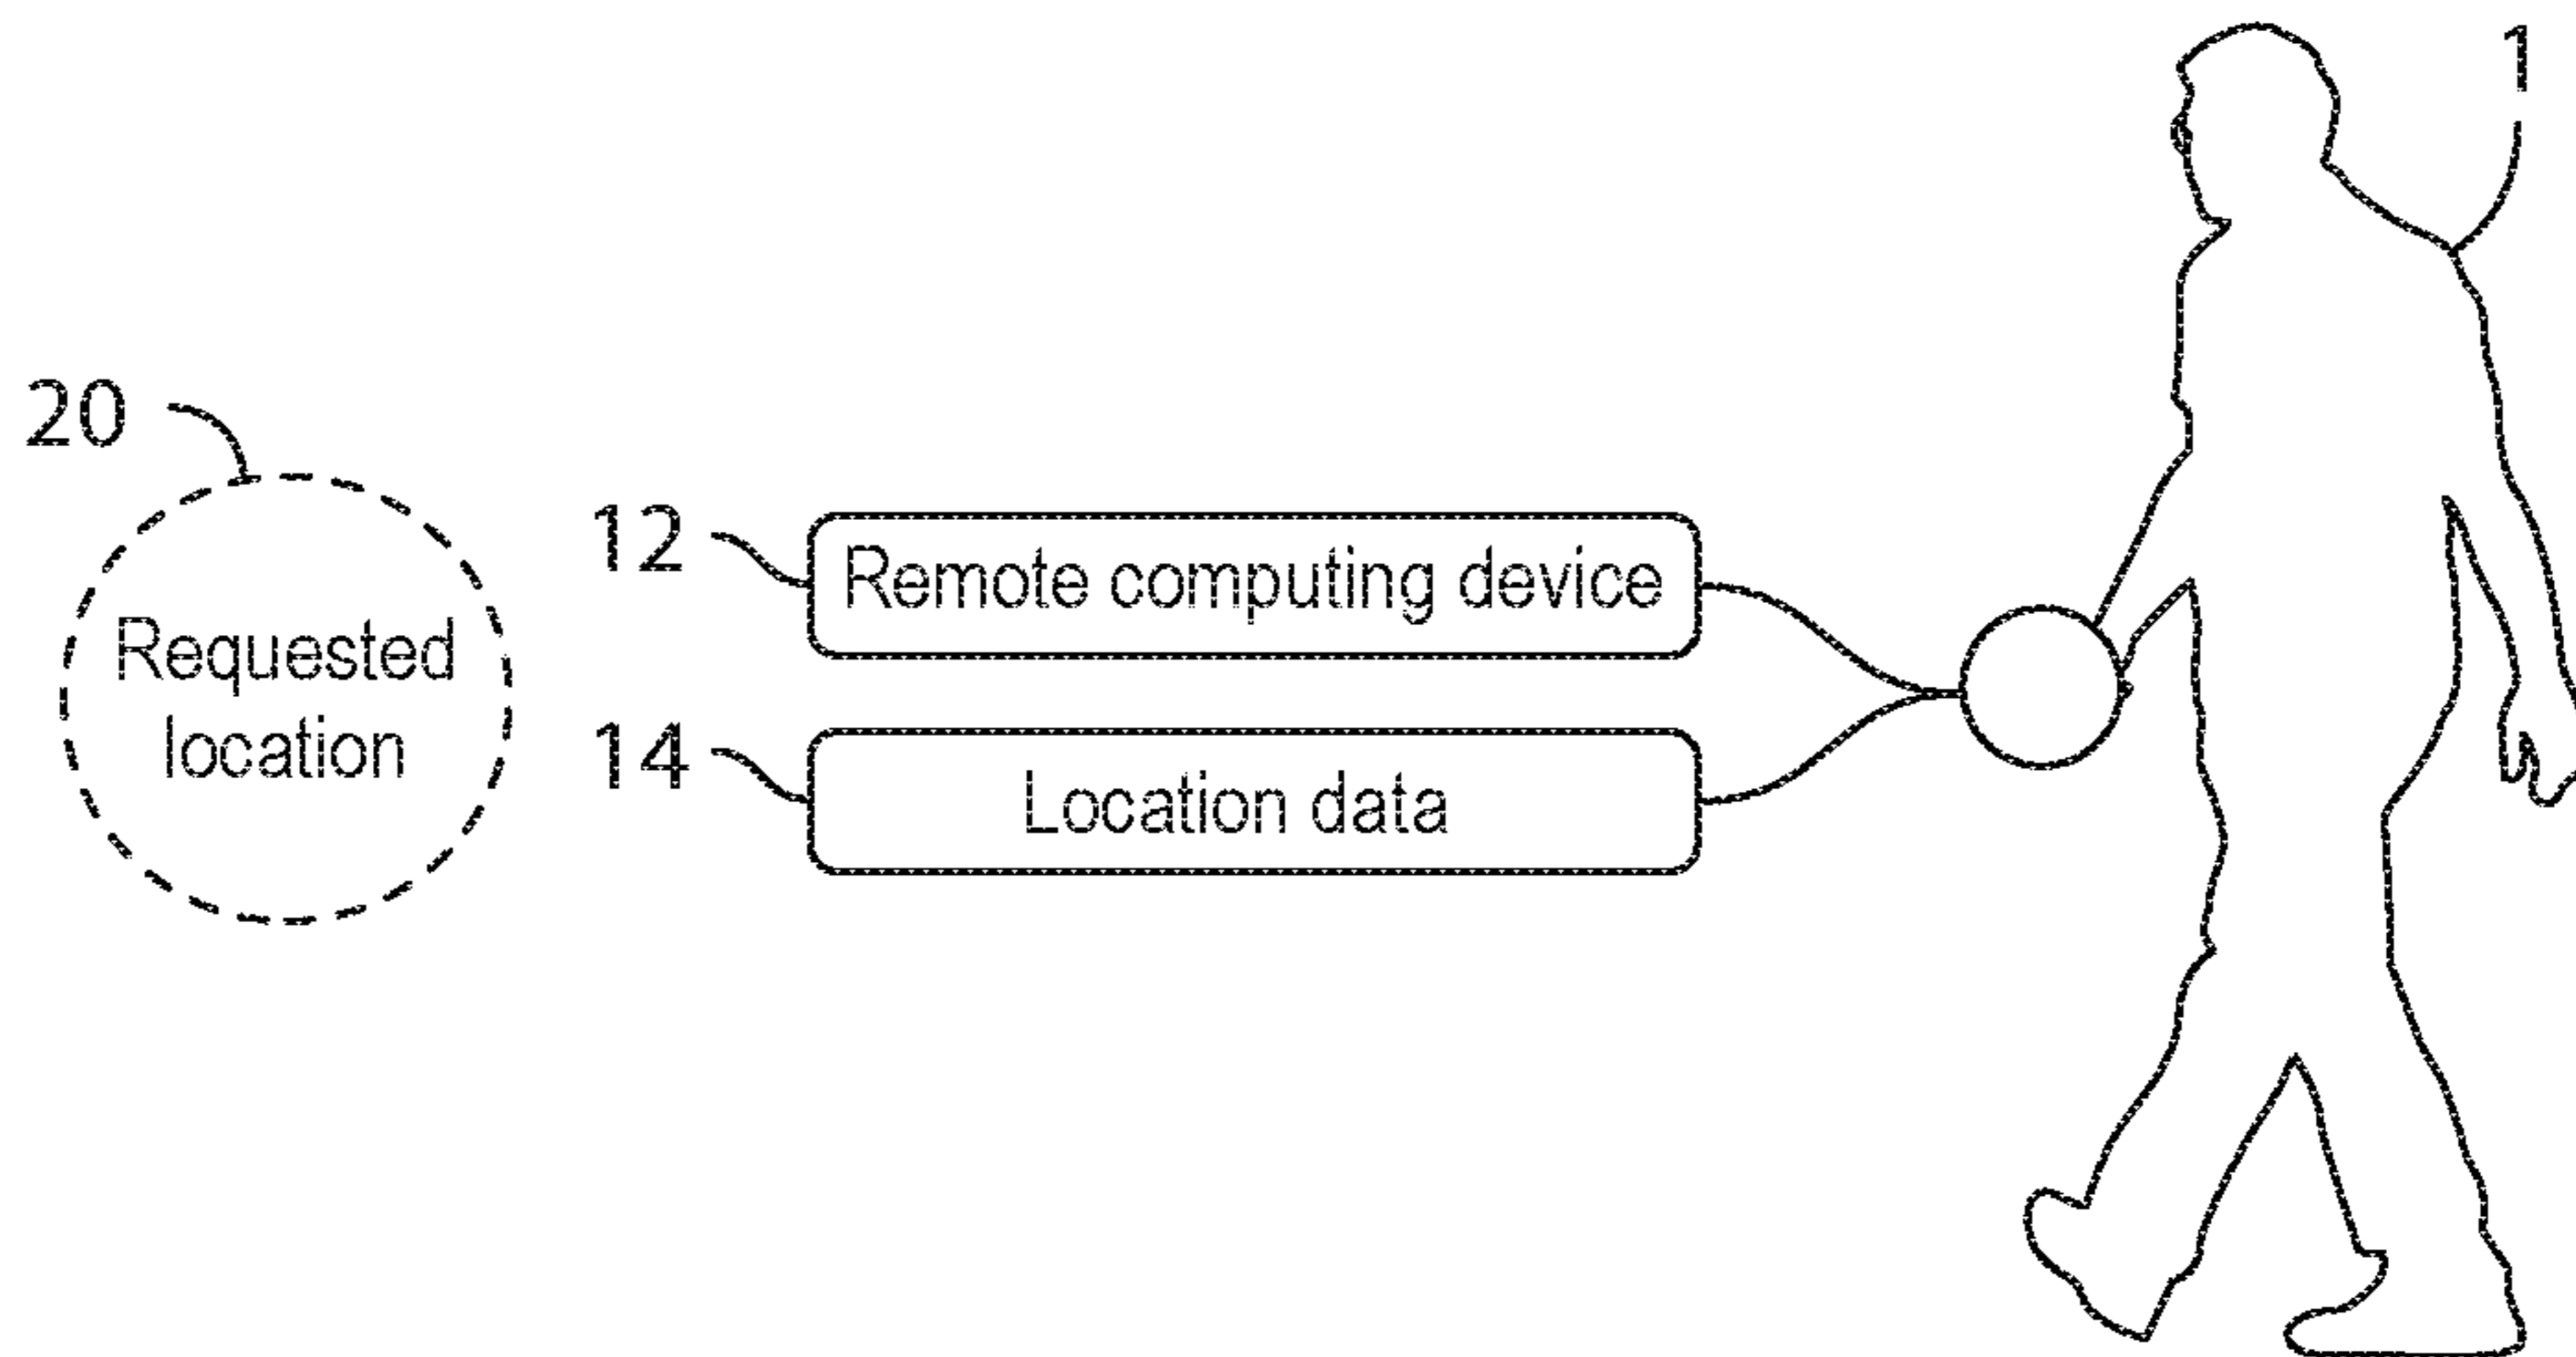 1
20
12
Remote computing device
Requested
location
14
Location data